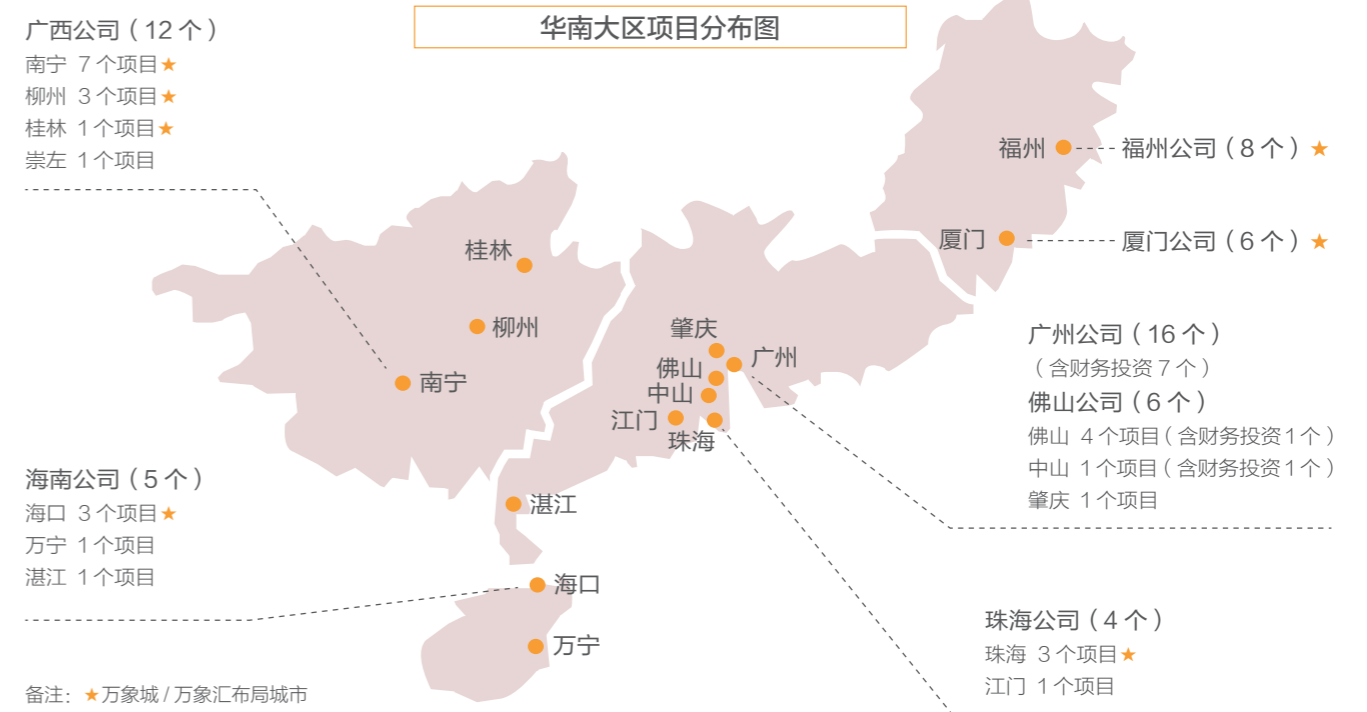 华南大区项目分布图
广西公司（12 个）
南宁 7 个项目★
柳州 3 个项目★
桂林 1 个项目★
崇左 1 个项目
福州
福州公司（8 个）★
厦门
厦门公司（6 个）★
桂林
柳州
南宁
肇庆
广州
佛山
中山
江门
珠海
湛江
海口
万宁
广州公司（16 个）
（含财务投资 7 个）
佛山公司（6 个）
佛山 4 个项目（含财务投资 1 个）
中山 1 个项目（含财务投资 1 个）
肇庆 1 个项目
海南公司（5 个）
海口 3 个项目★
万宁 1 个项目
湛江 1 个项目
珠海公司（4 个）
珠海 3 个项目★
江门 1 个项目
备注：★万象城 / 万象汇布局城市